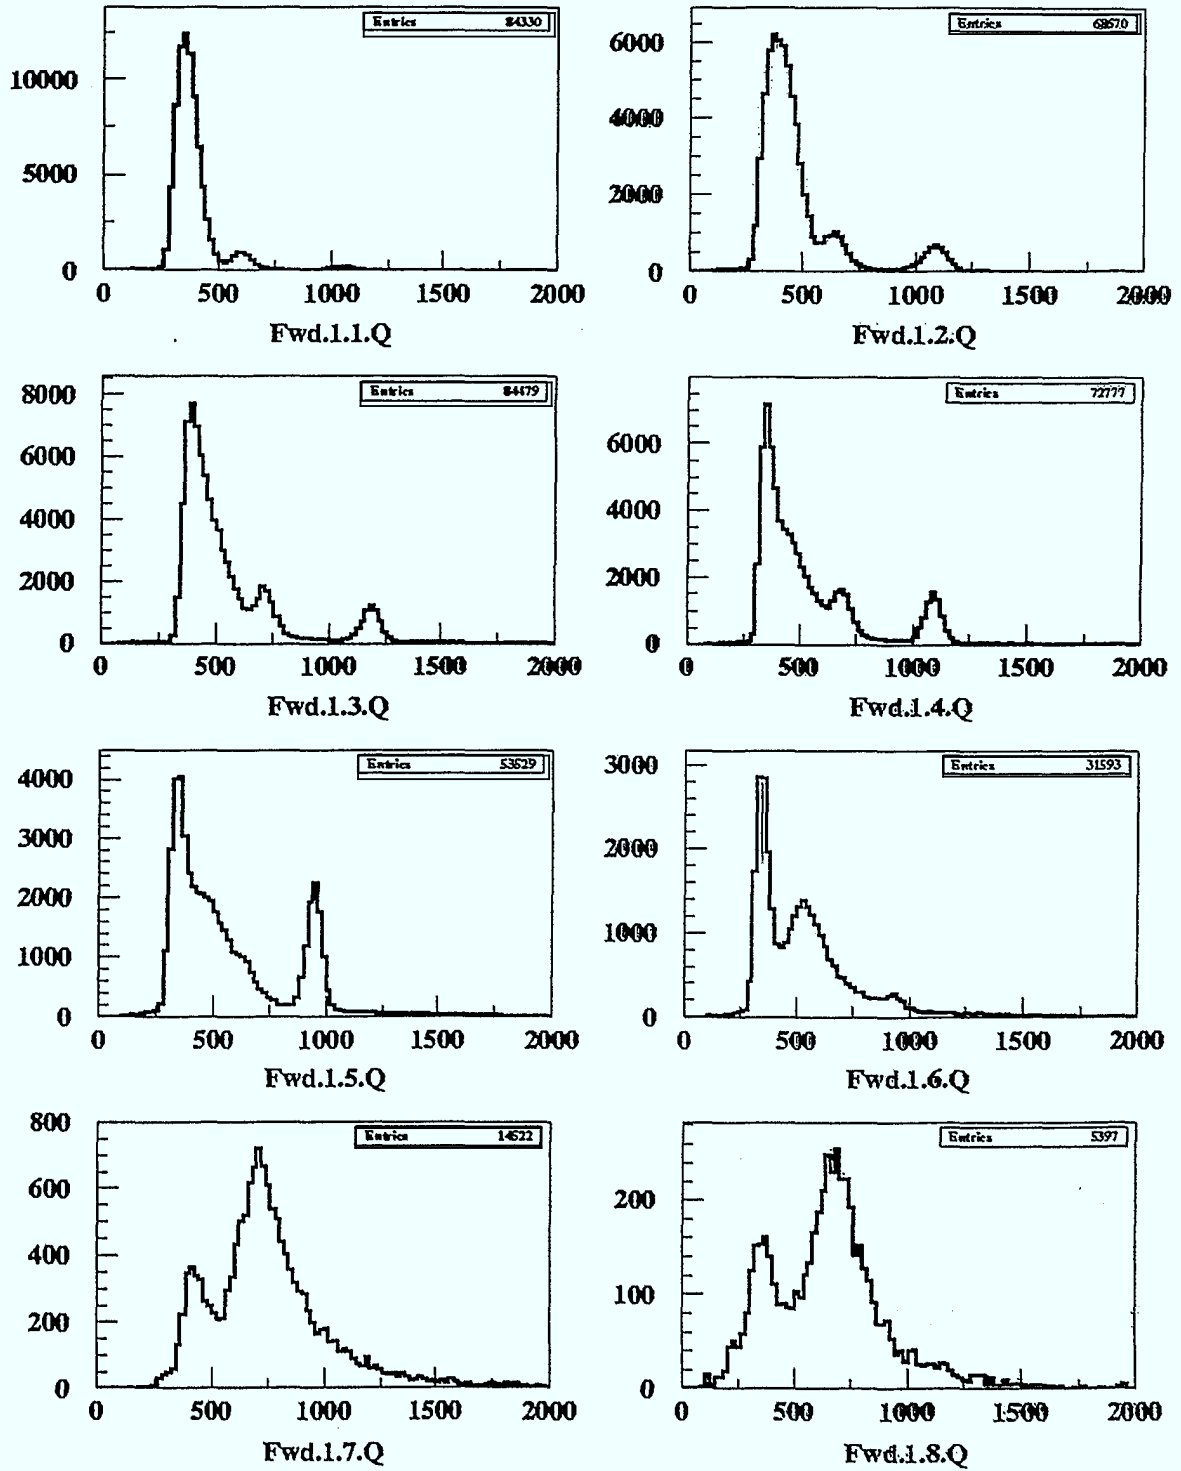 Entries 84330
10000
5000
0
0 500 1000 1500 2000
Fwd.1.1.Q
Entries 68670
6000
4000
2000
0
0 500 1000 1500 2000
Fwd.1.2.Q
Entries 84479
8000
6000
4000
2000
0
0 500 1000 1500 2000
Fwd.1.3.Q
Entries 72777
6000
4000
2000
0
0 500 1000 1500 2000
Fwd.1.4.Q
Entries 53629
4000
3000
2000
1000
0
0 500 1000 1500 2000
Fwd.1.5.Q
Entries 31593
3000
2000
1000
0
0 500 1000 1500 2000
Fwd.1.6.Q
Entries 14522
800
600
400
200
0
0 500 1000 1500 2000
Fwd.1.7.Q
Entries 5397
200
100
0
0 500 1000 1500 2000
Fwd.1.8.Q